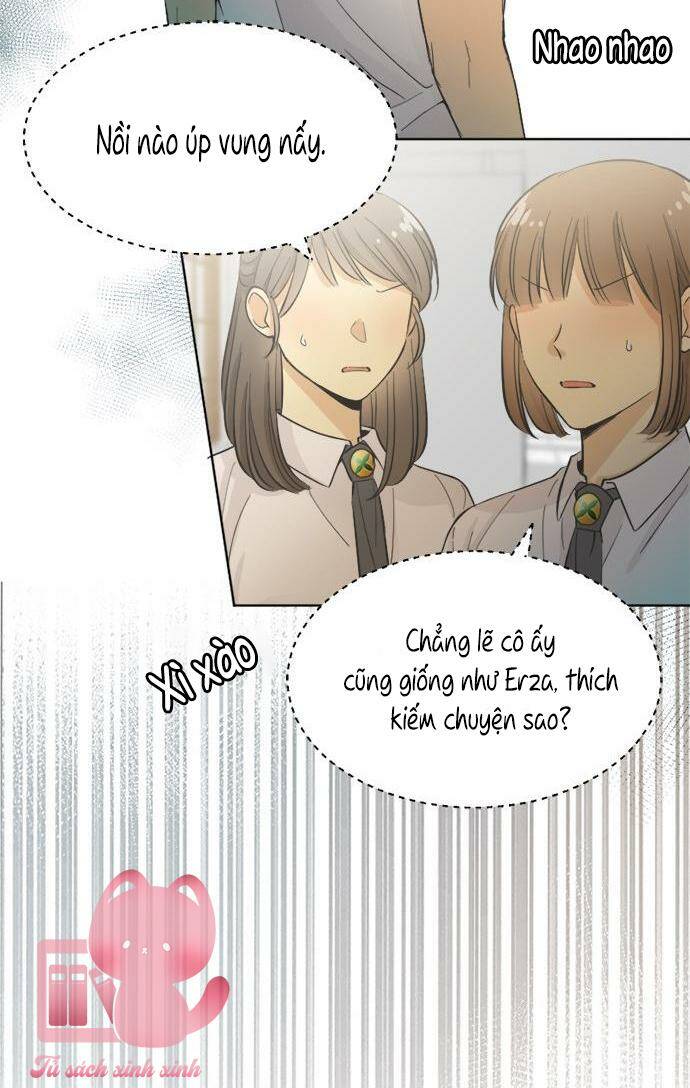 Nhao nhao
Nồi nào úp vung nấy.
Chẳng lẽ cô ấy
cũng giống như Erza, thích
kiếm chuyện sao?
Xì xào
Tủ sách xinh xinh